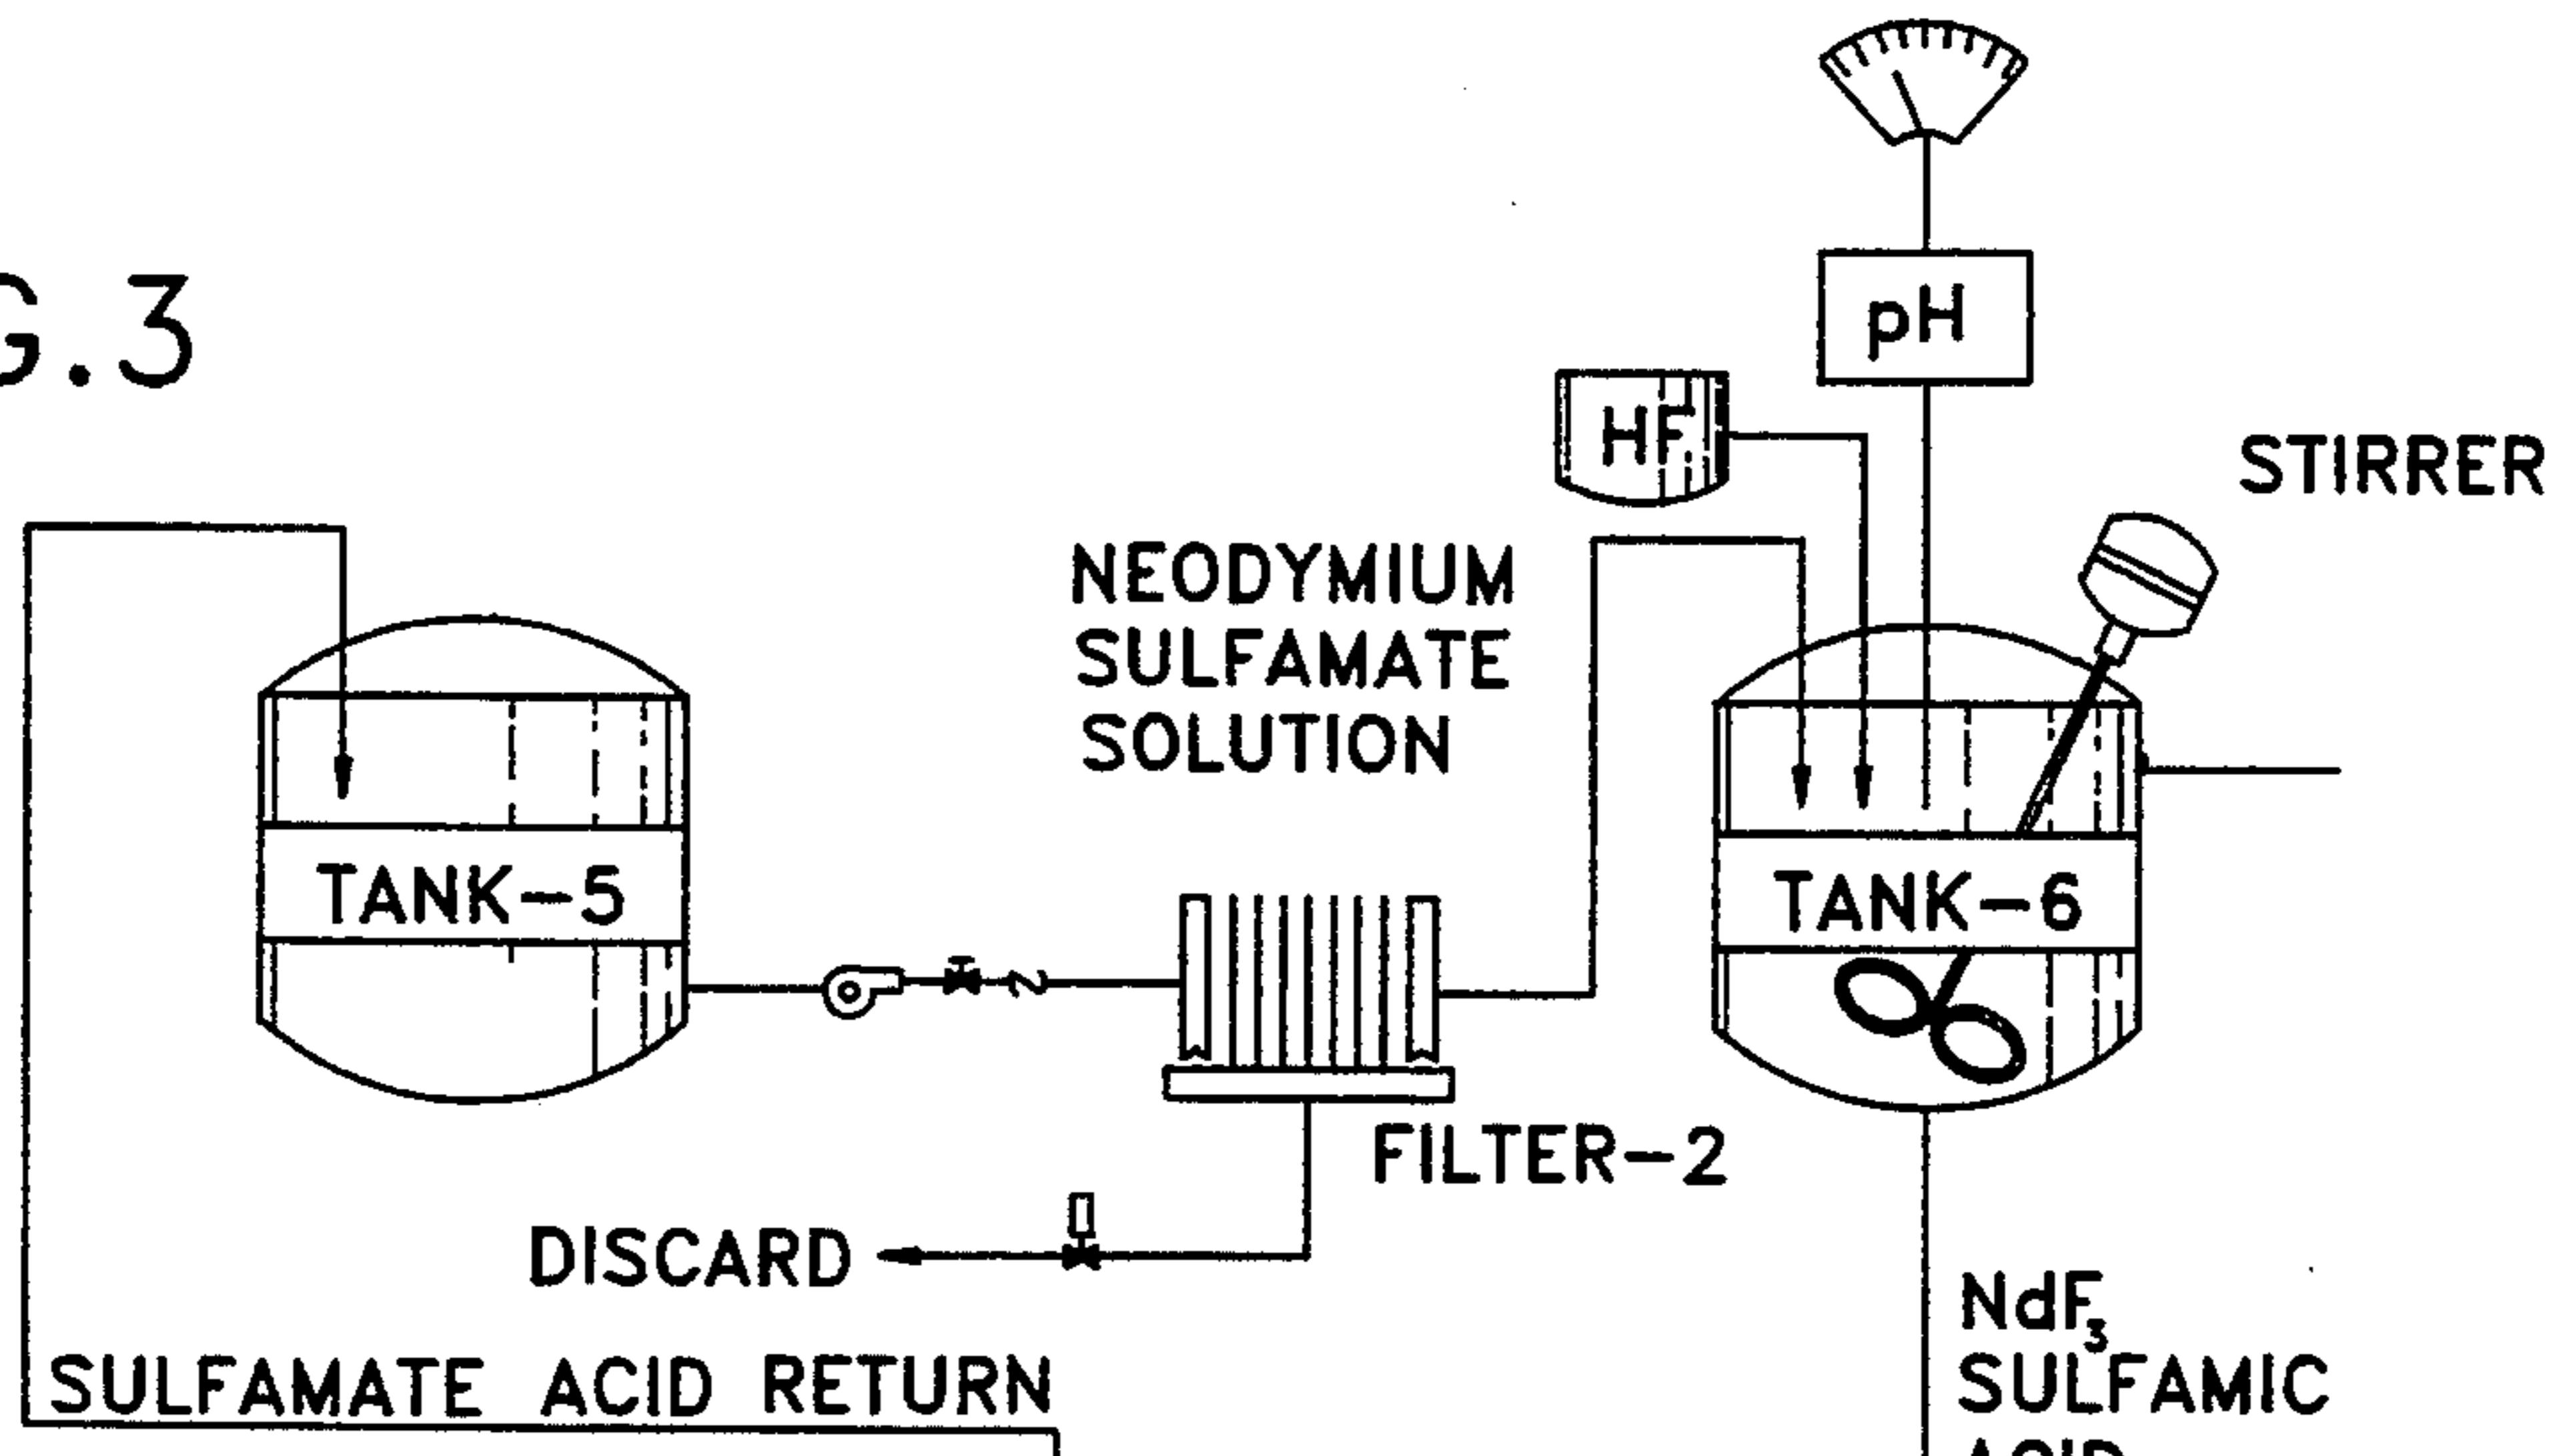 G.3
pH
HF
STIRRER
NEODYMIUM
SULFAMATE
SOLUTION
TANK-5
TANK-6
FILTER-2
DISCARD
NdF3
SULFAMIC
ACID
SULFAMATE ACID RETURN